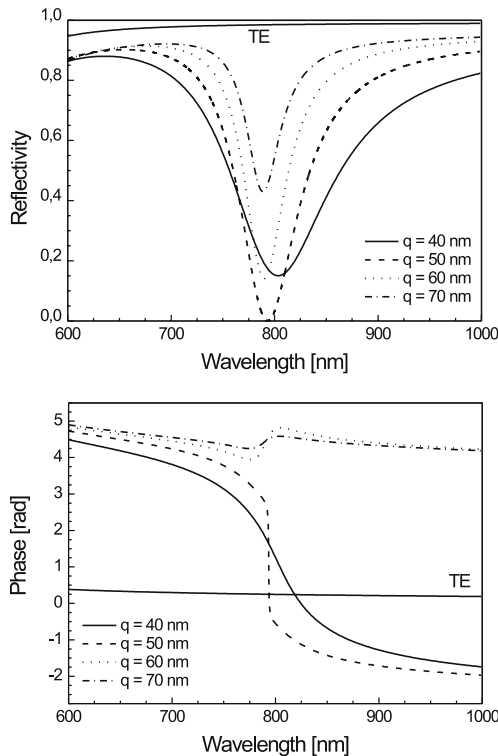 1,0
TE
0,8
0,6
0,4
0,2
0,0
Reflectivity
q = 40 nm
q = 50 nm
q = 60 nm
q = 70 nm
600 700 800 900 1000
Wavelength [nm]
5
4
3
2
1
0
-1
-2
Phase [rad]
TE
q = 40 nm
q = 50 nm
q = 60 nm
q = 70 nm
600 700 800 900 1000
Wavelength [nm]